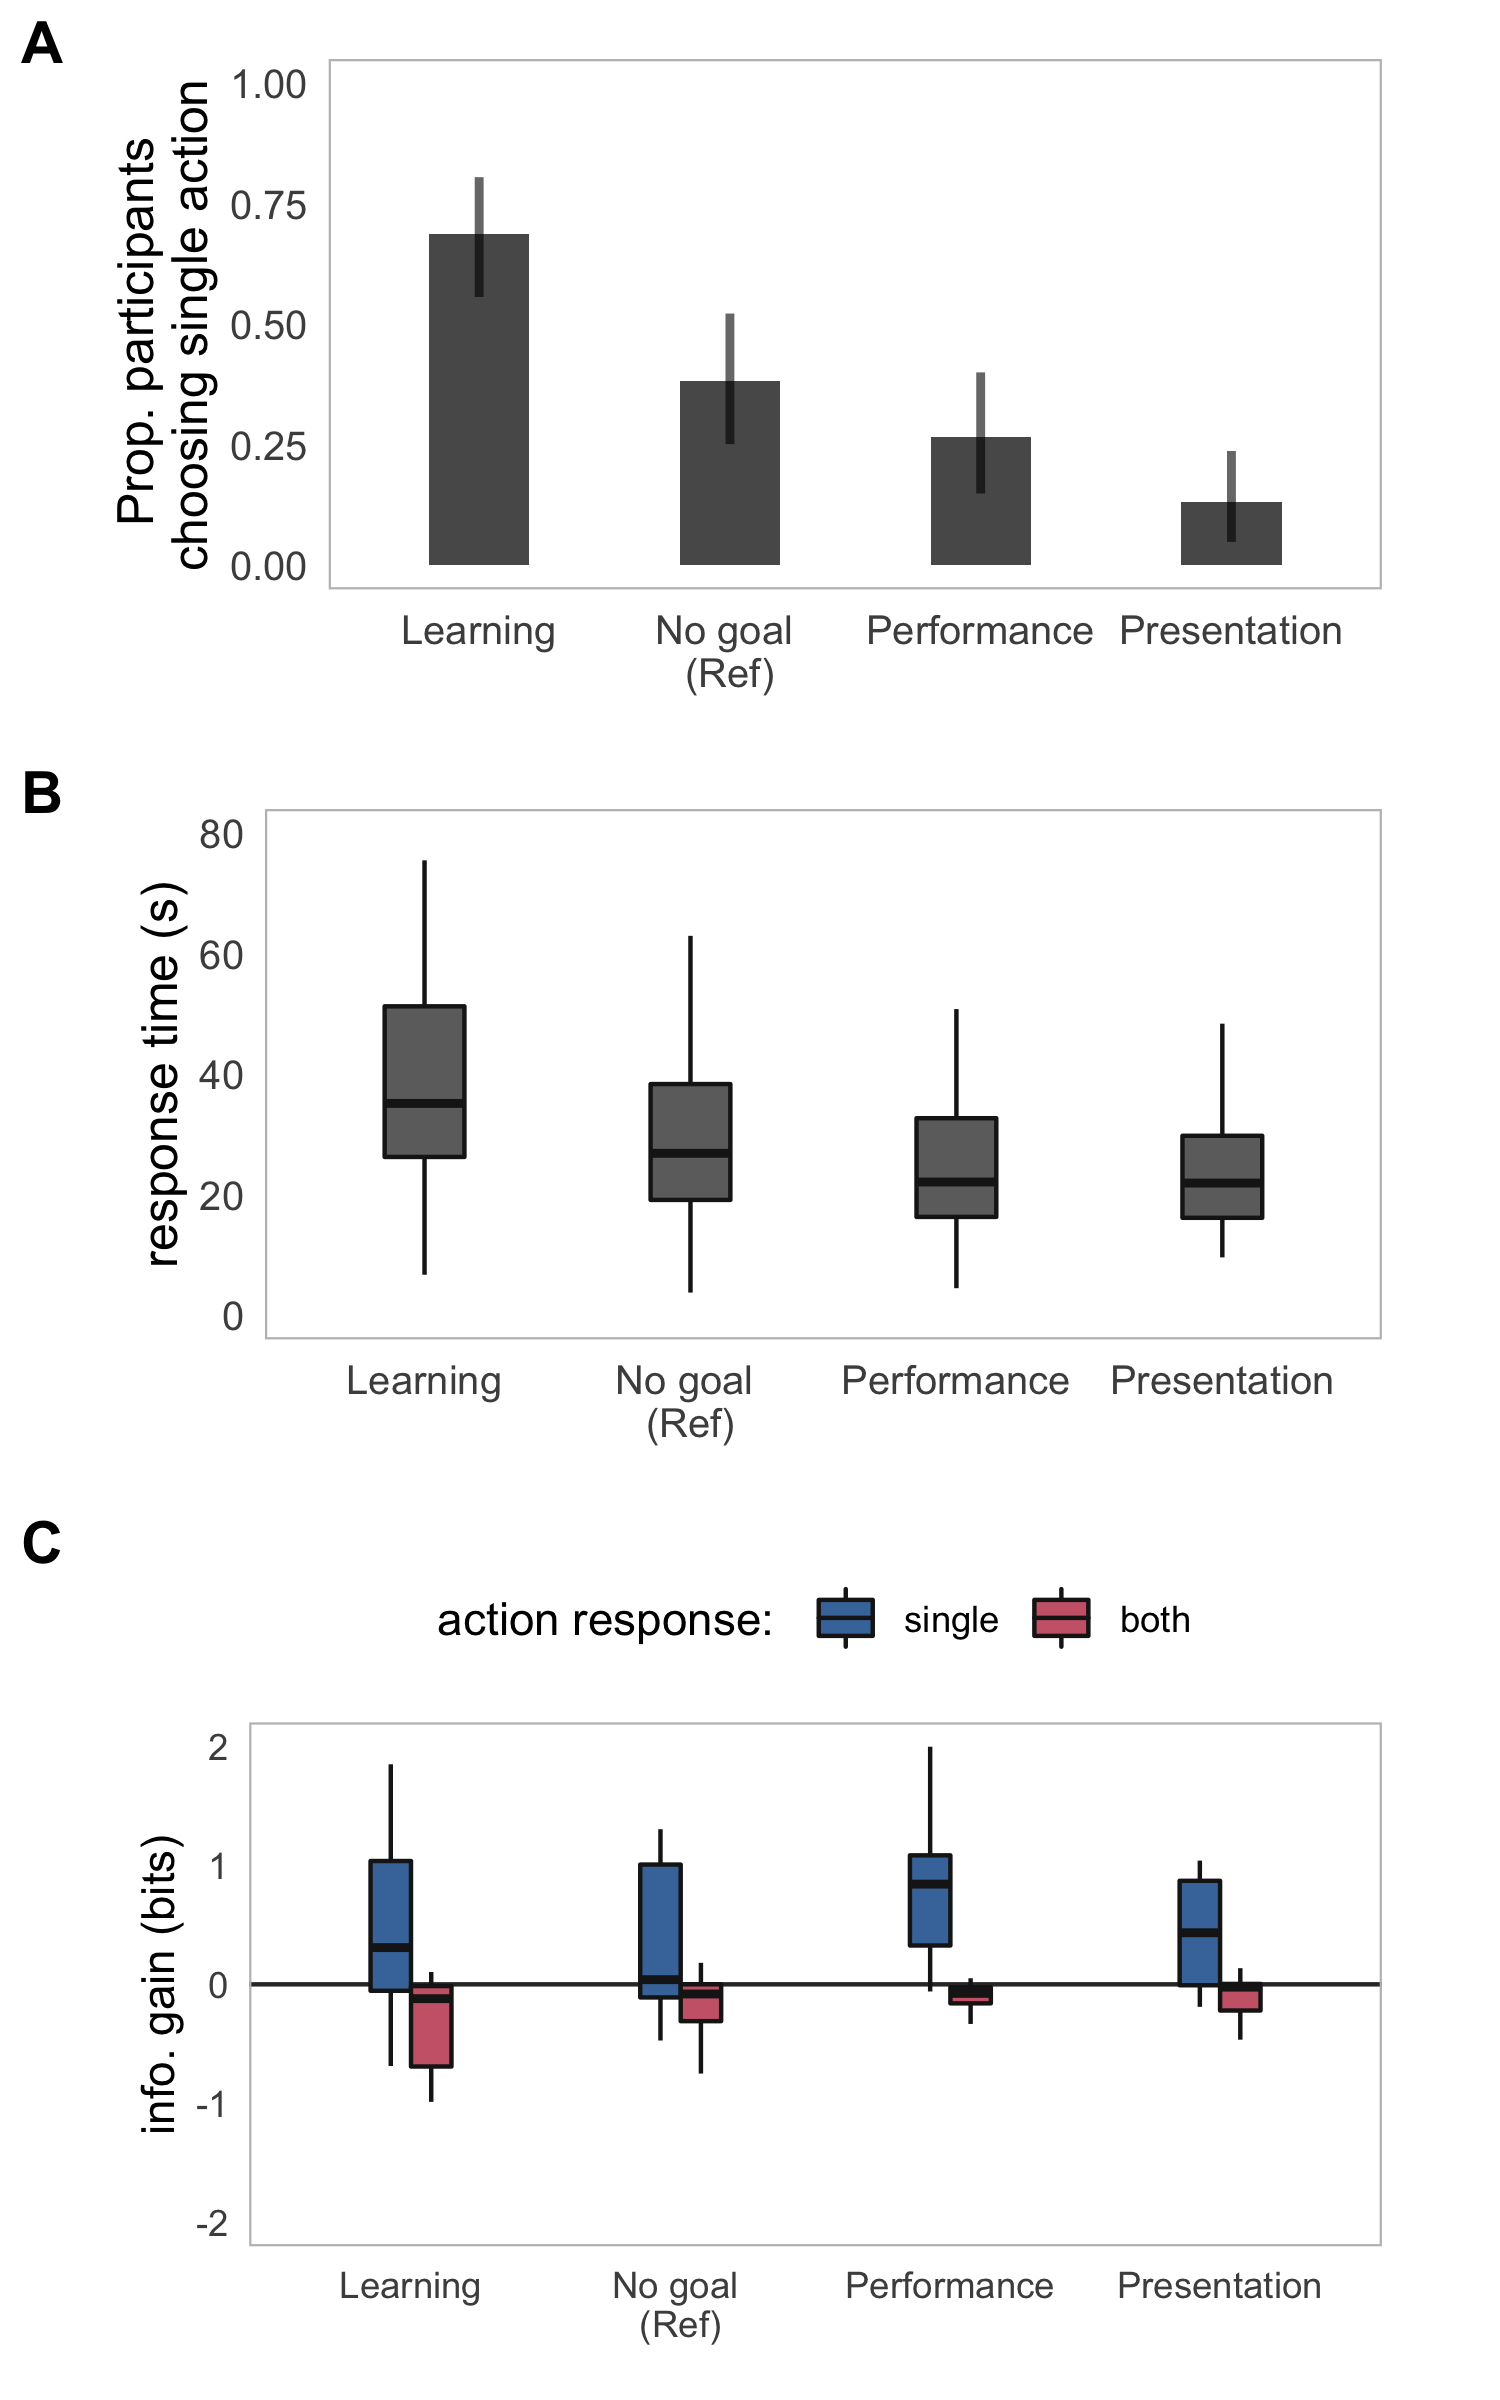 A
Prop. participants
choosing single action
1.00
0.75
0.50
0.25
0.00
Learning
No goal
(Ref)
Performance
Presentation
B
response time (s)
80
60
40
20
0
Learning
No goal
(Ref)
Performance
Presentation
C
action response:
single
both
info. gain (bits)
2
1
0
-1
-2
Learning
No goal
(Ref)
Performance
Presentation